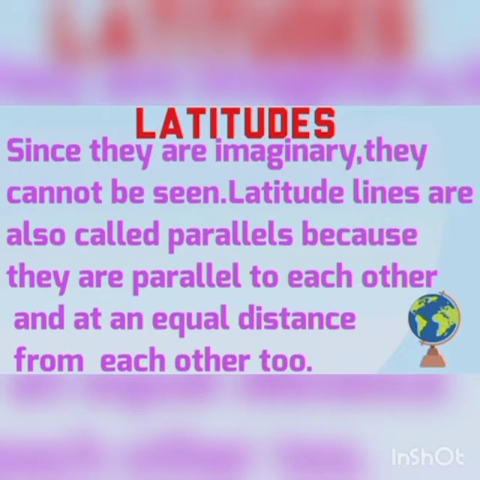 LATITUDES
Since they are imaginary,they
cannot be seen.Latitude lines are
also called parallels because
they are parallel to each other
and at an equal distance
from each other too.
InShOt